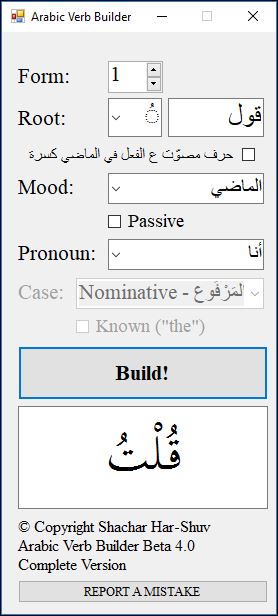 Arabic Verb Builder
Form: 1
Root: ُ قول
حرف مصوّت ع الفعل في الماضي كسرة
Mood: الماضي
Passive
Pronoun: أنا
Case: Nominative - المَرْفَوع
Known ("the")
Build!
قُلْتُ
© Copyright Shachar Har-Shuv
Arabic Verb Builder Beta 4.0
Complete Version
REPORT A MISTAKE